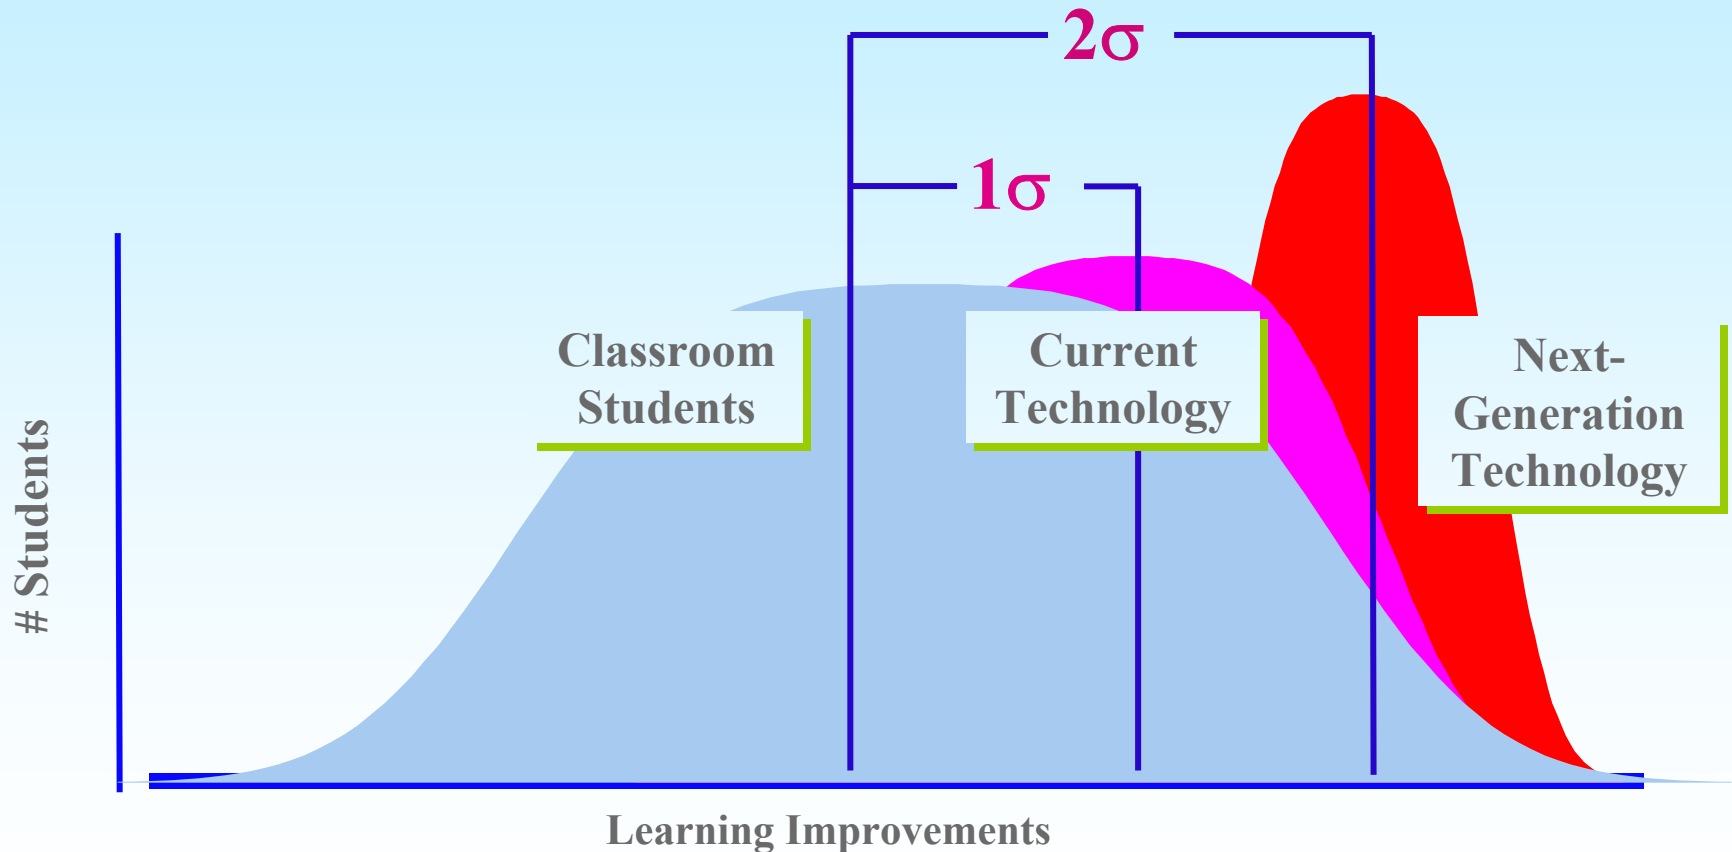 2σ
1σ
Classroom
Students
Current
Technology
Next-
Generation
Technology
# Students
Learning Improvements